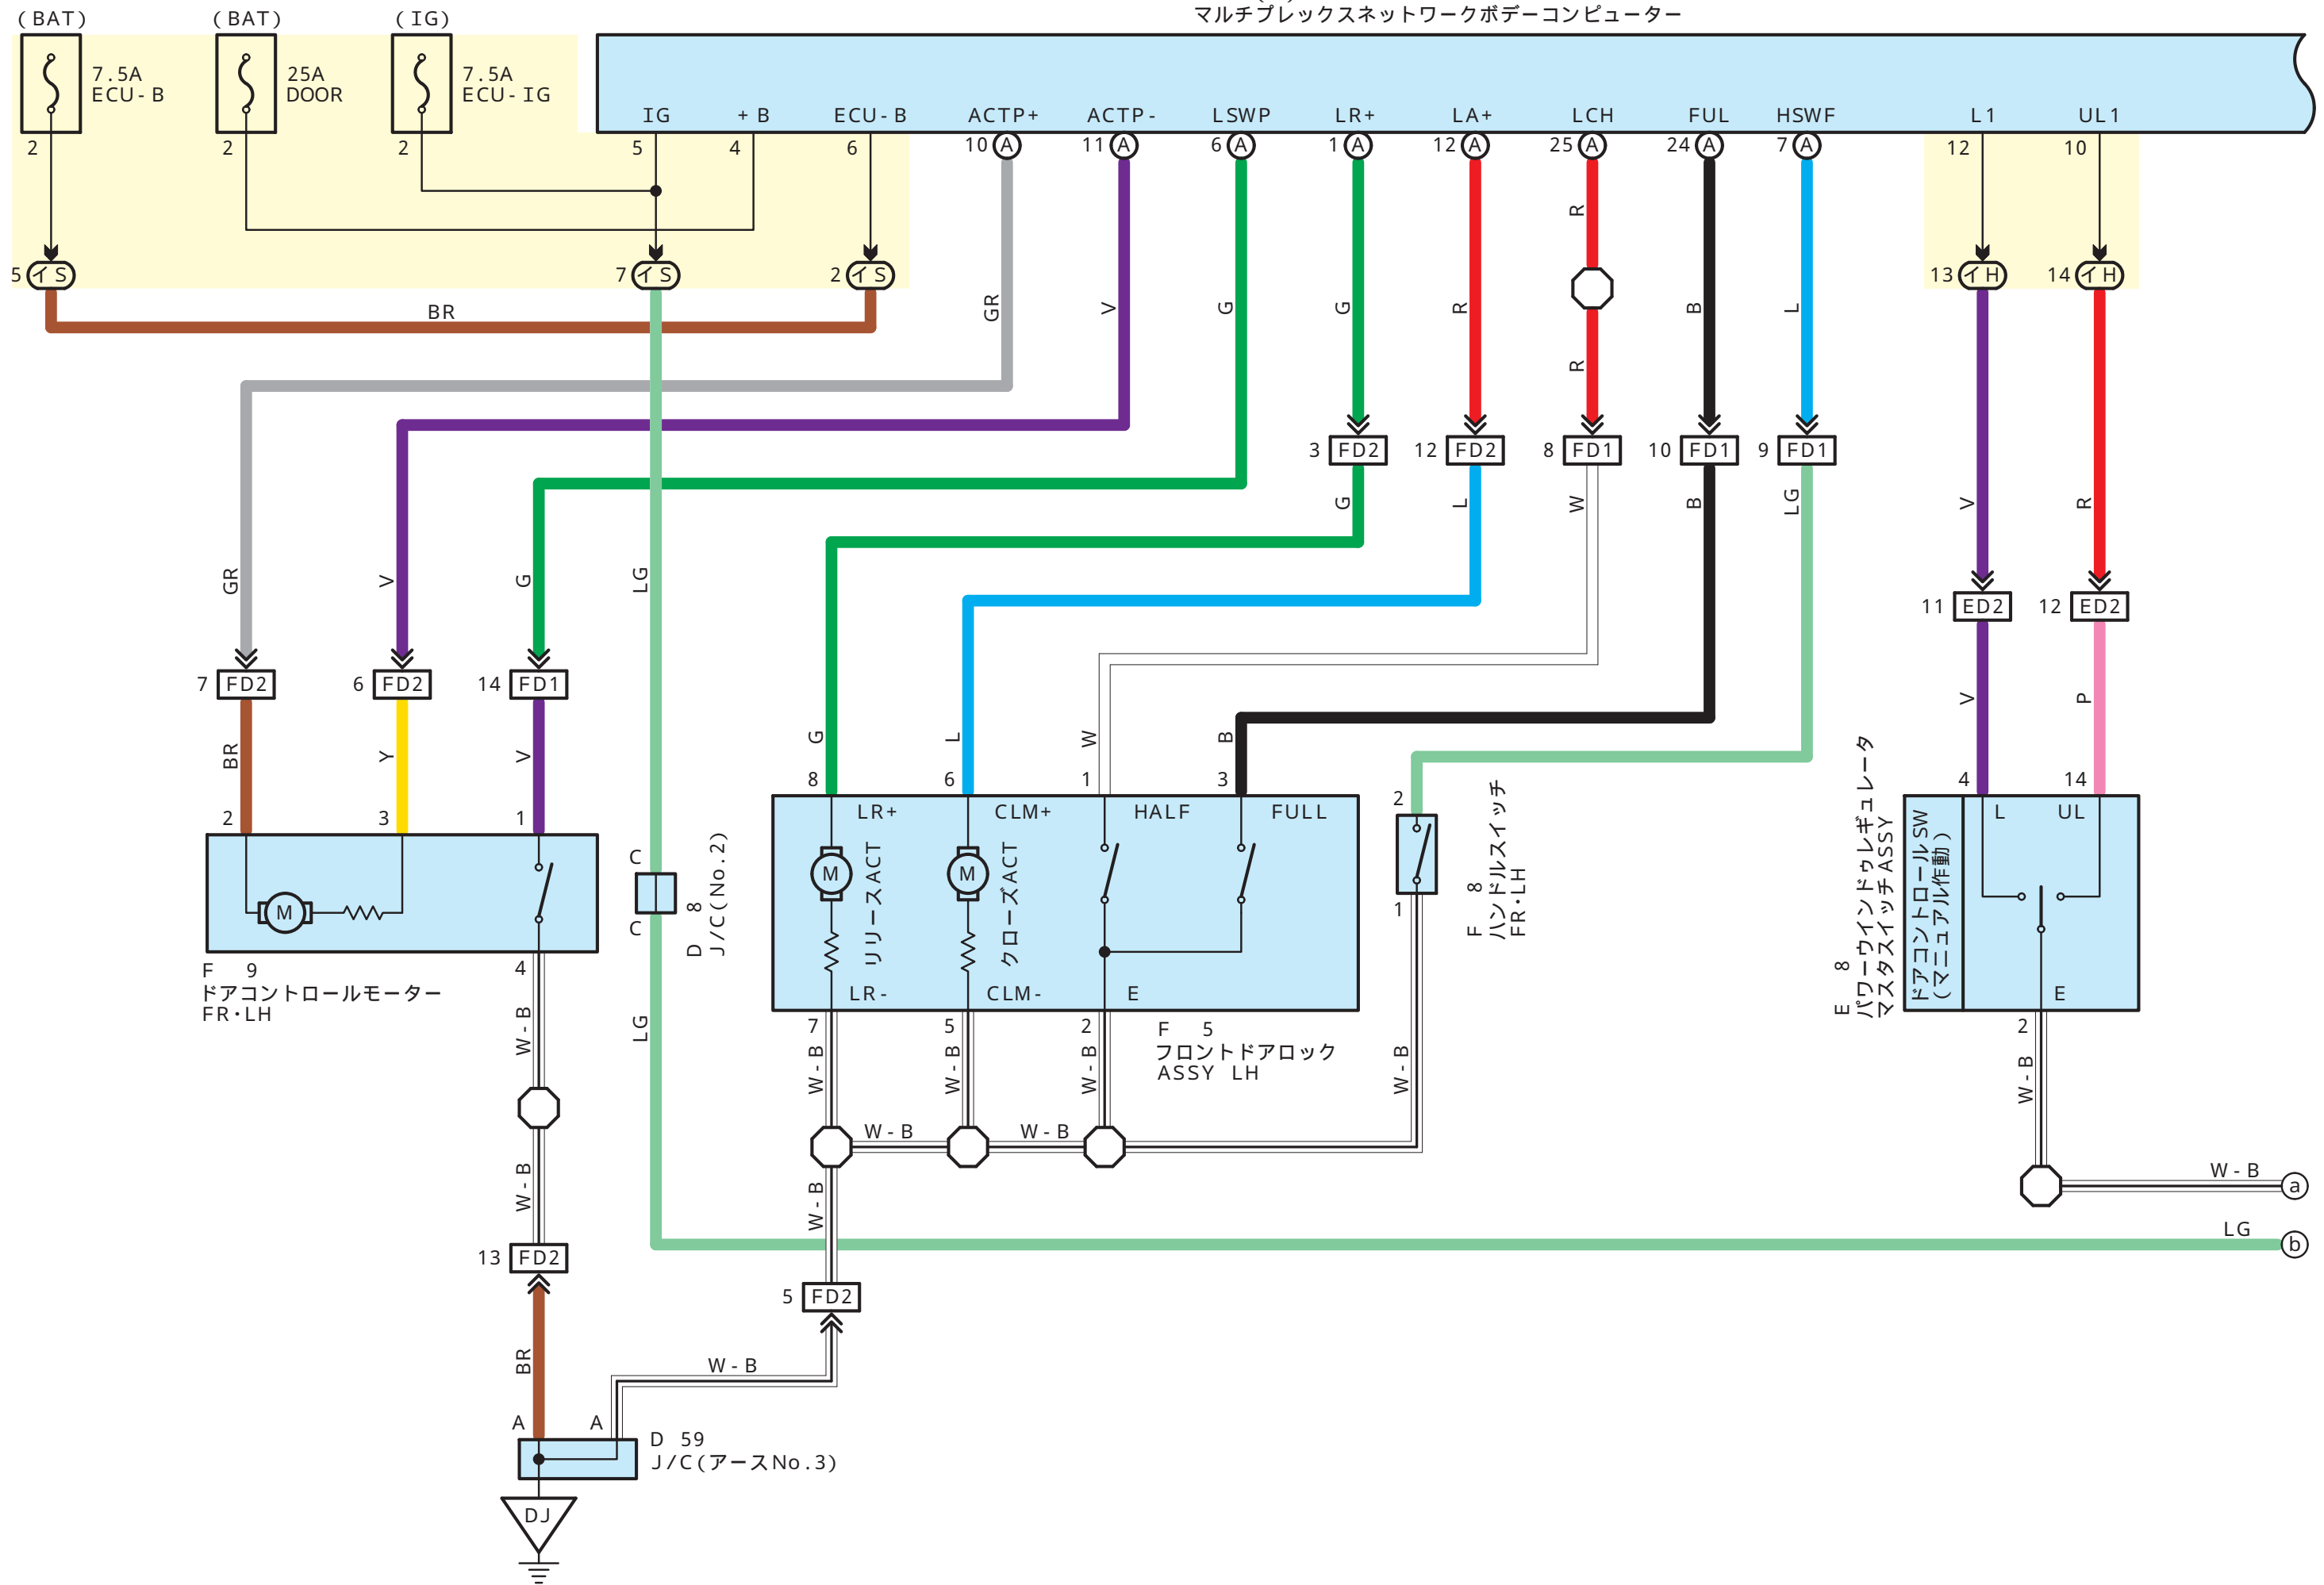 マルチプレックスネットワークボデーコンピューター
(BAT)
(BAT)
(IG)
7.5A
ECU-B
25A
DOOR
7.5A
ECU-IG
IG
+B
ECU-B
ACTP+
ACTP-
LSWP
LR+
LA+
LCH
FUL
HSWF
L1
UL1
2
2
2
5
4
6
10 A
11 A
6 A
1 A
12 A
25 A
24 A
7 A
12
10
5 イS
7 イS
2 イS
13 イH
14 イH
BR
GR
V
G
G
R
R
R
B
L
3 FD2
12 FD2
8 FD1
10 FD1
9 FD1
G
L
W
B
LG
V
R
GR
V
G
LG
11 ED2
12 ED2
7 FD2
6 FD2
14 FD1
BR
Y
V
G
L
W
B
V
P
2
3
1
8
6
1
3
2
4
14
M
LR+
CLM+
HALF
FULL
M
リリースACT
M
クローズACT
LR-
CLM-
E
C
C
D 8
J/C(No.2)
1
F 8
ハンドルスイッチ
FR・LH
E 8
パワーウインドゥレギュレータ
マスタスイッチASSY
ドアコントロールSW
(マニュアル作動)
L
UL
E
F 9
ドアコントロールモーター
FR・LH
4
W-B
LG
7
5
2
F 5
フロントドアロック
ASSY LH
W-B
W-B
W-B
W-B
2
W-B
W-B
W-B
W-B
a
W-B
W-B
LG
b
13 FD2
5 FD2
BR
W-B
A
A
D 59
J/C(アースNo.3)
DJ